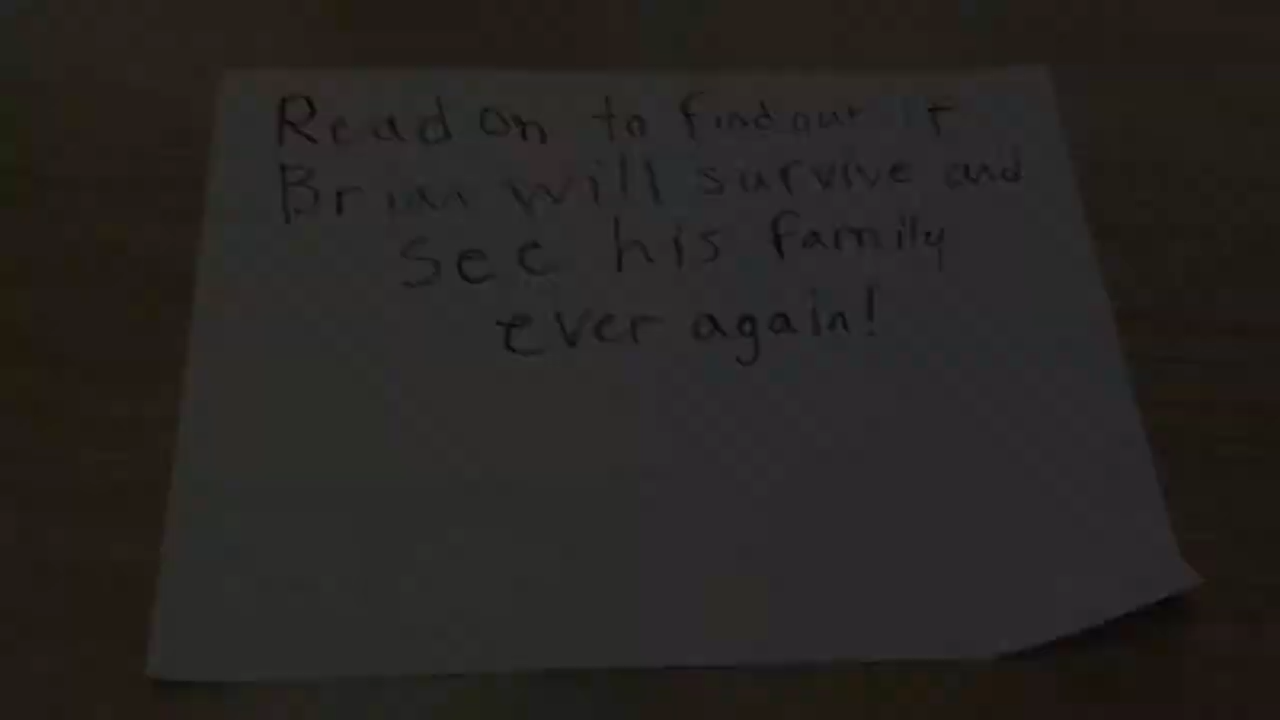 Read on to find out if
Brian will survive and
see his family
ever again!